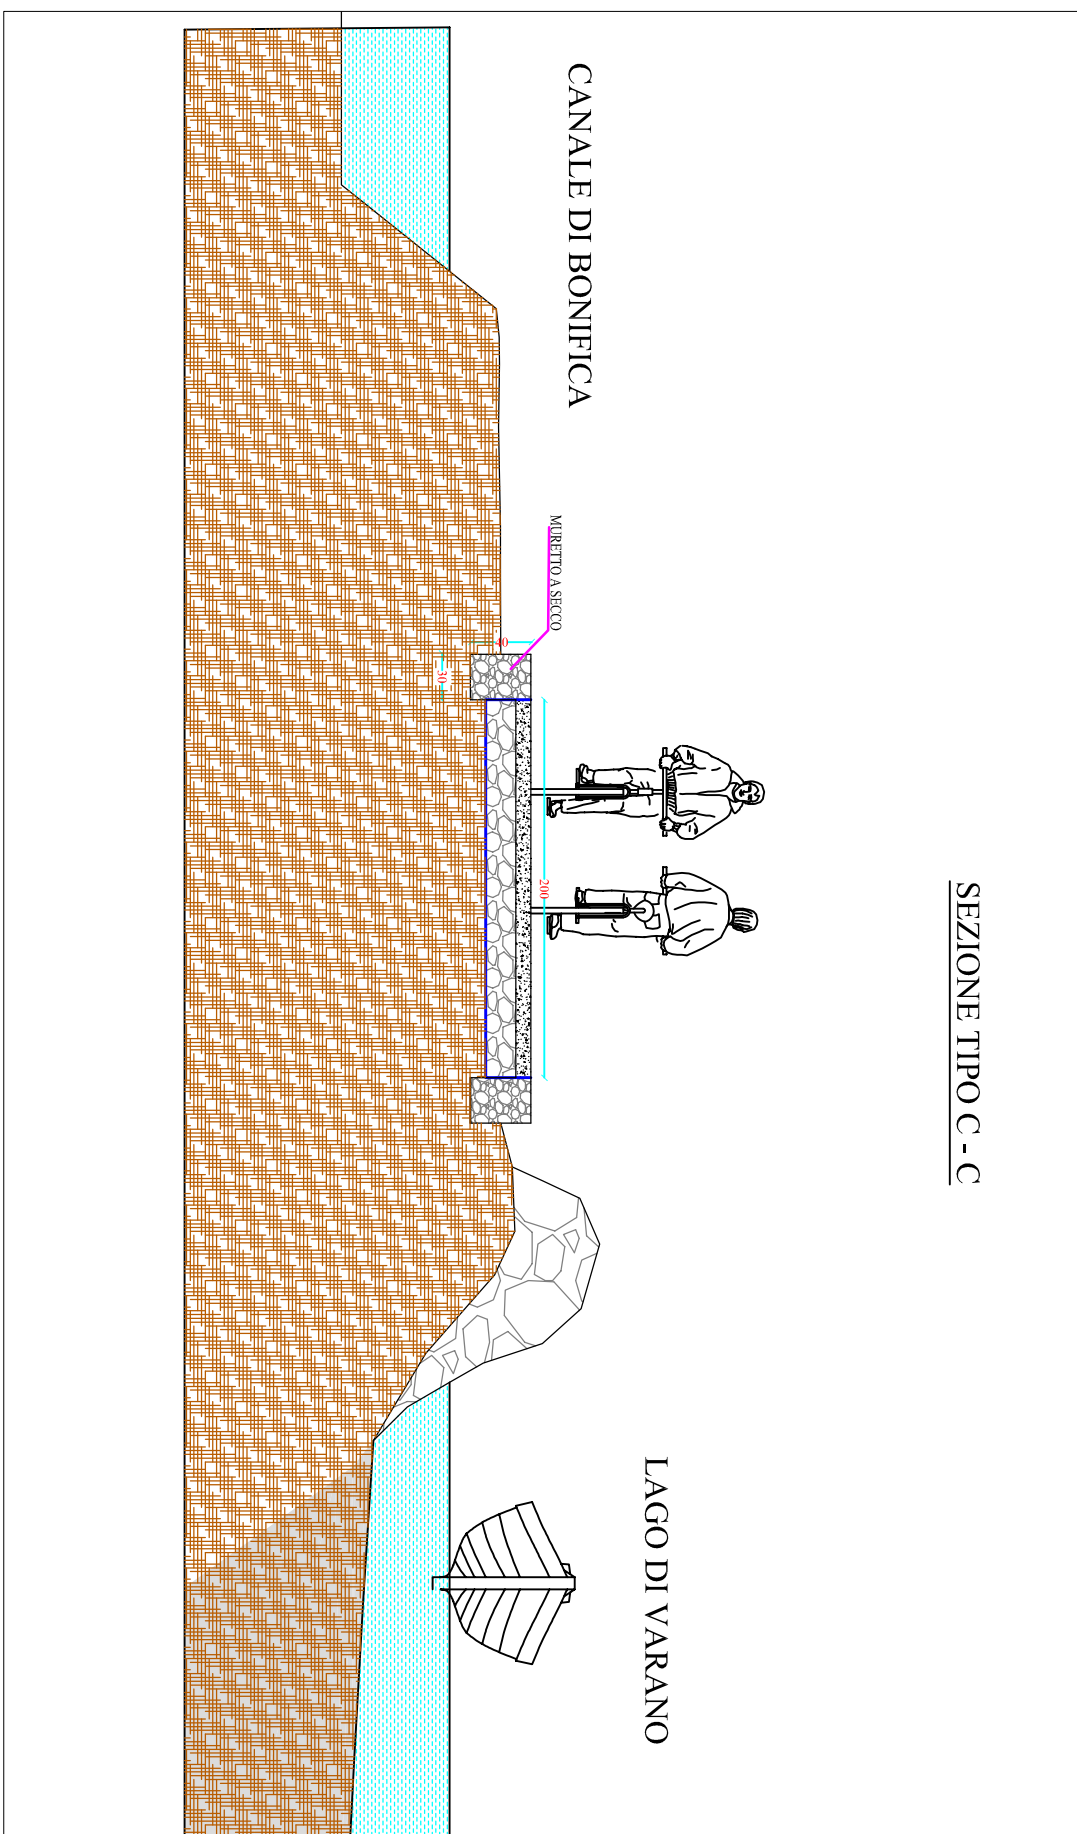 SEZIONE TIPO C - C
CANALE DI BONIFICA
LAGO DI VARANO
MURETTO A SECCO
40
30
200